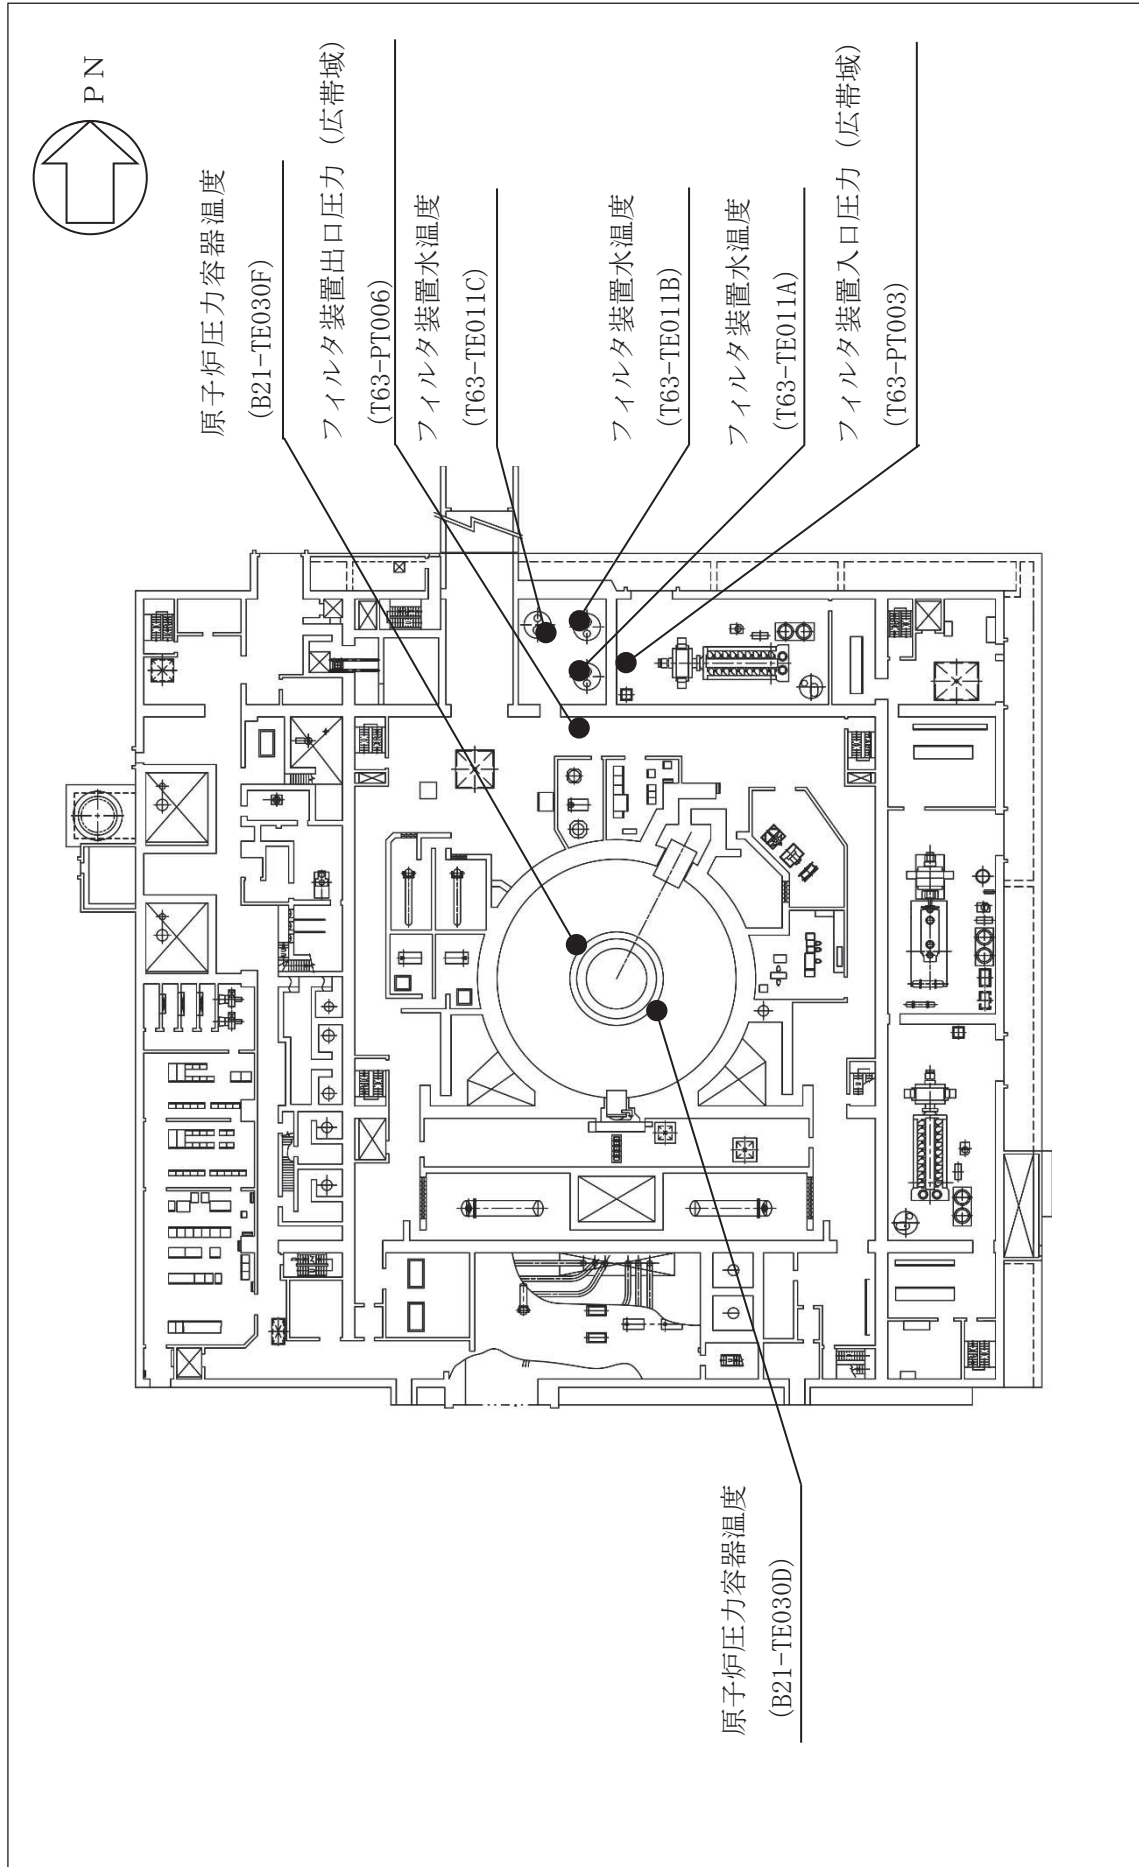 PN
原子炉圧力容器温度
(B21-TE030F)
フィルタ装置出口圧力 (広帯域)
(T63-PT006)
フィルタ装置水温度
(T63-TE011C)
フィルタ装置水温度
(T63-TE011B)
フィルタ装置水温度
(T63-TE011A)
フィルタ装置入口圧力 (広帯域)
(T63-PT003)
原子炉圧力容器温度
(B21-TE030D)